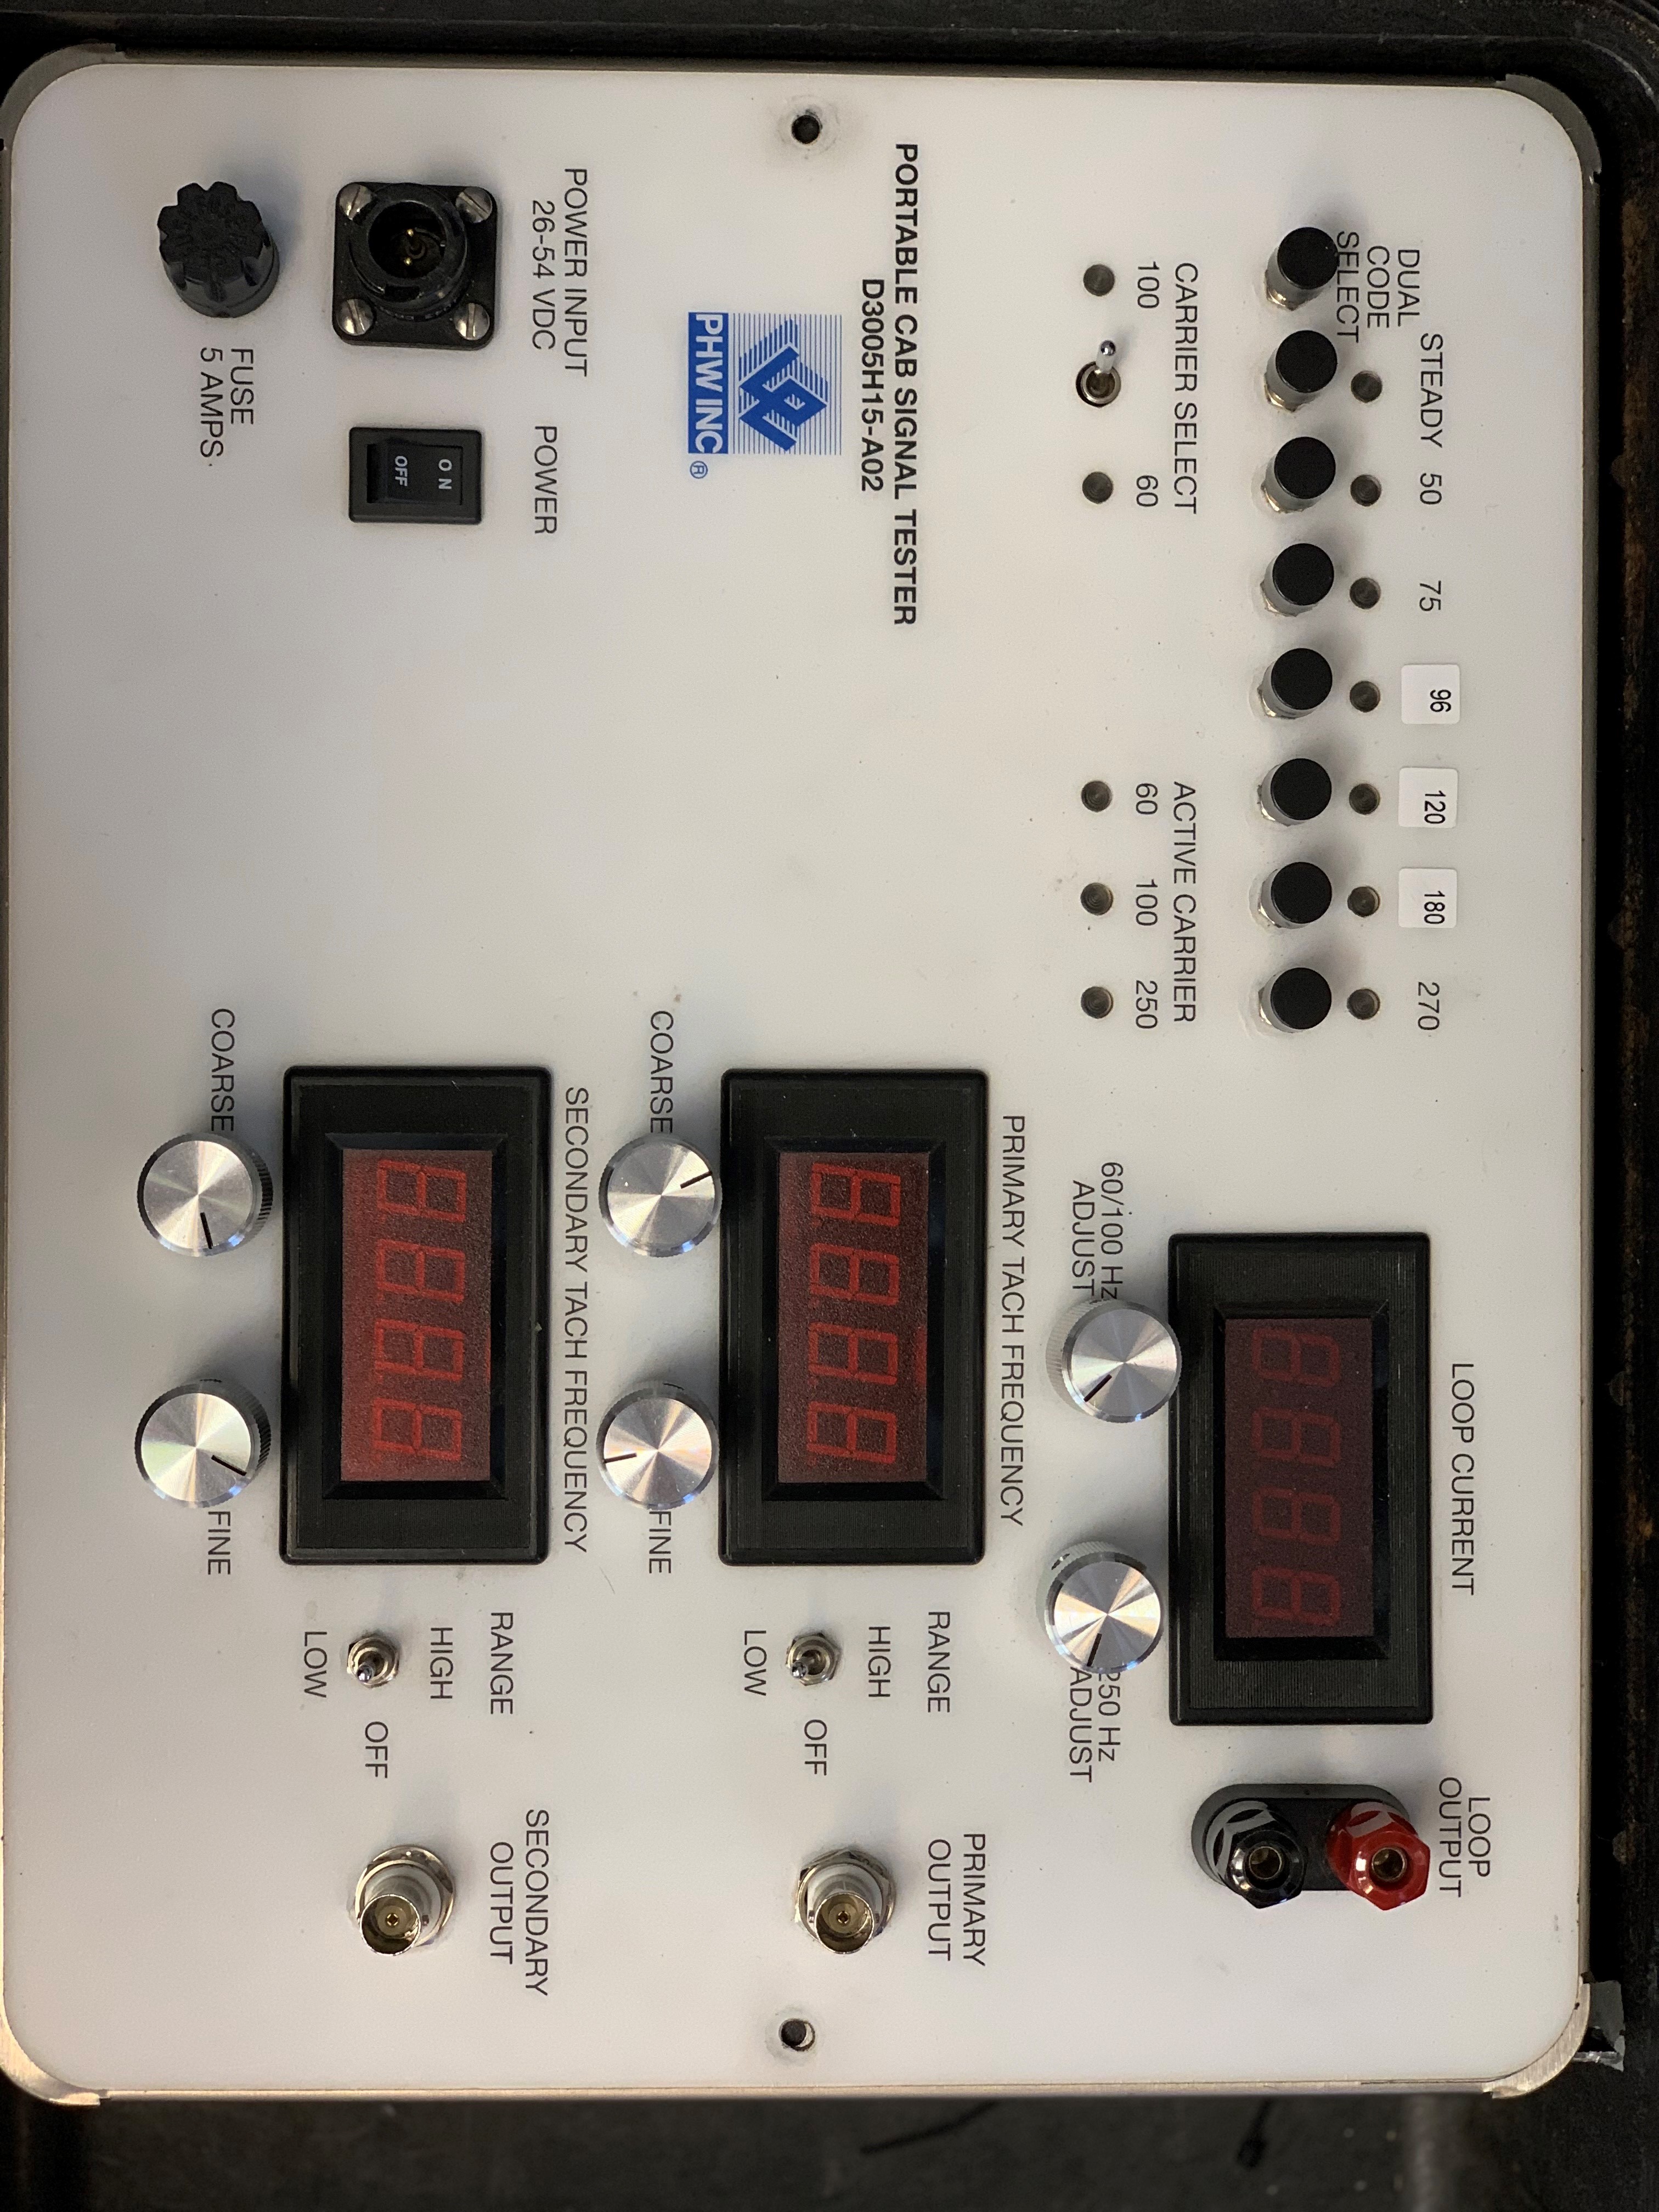 STEADY 50 75 96 120 180 270
DUAL
CODE
SELECT
CARRIER SELECT
100 60
ACTIVE CARRIER
60 100 250
LOOP CURRENT
LOOP
OUTPUT
60/100 Hz
ADJUST
250 Hz
ADJUST
PRIMARY TACH FREQUENCY
RANGE
HIGH
OFF
LOW
PRIMARY
OUTPUT
COARSE
FINE
PORTABLE CAB SIGNAL TESTER
D3005H15-A02
PHW INC ®
SECONDARY TACH FREQUENCY
RANGE
HIGH
OFF
LOW
SECONDARY
OUTPUT
COARSE
FINE
POWER INPUT
26-54 VDC
POWER
ON
OFF
FUSE
5 AMPS